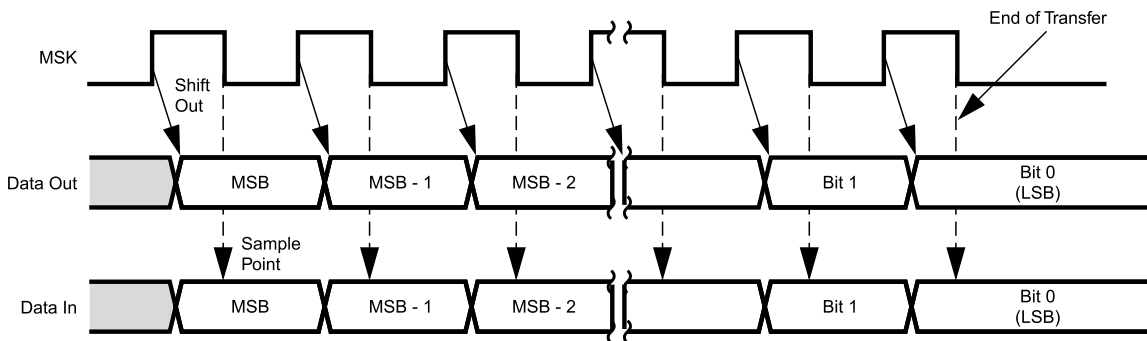 End of Transfer
MSK
Shift
Out
Data Out
MSB
MSB - 1
MSB - 2
Bit 1
Bit 0
(LSB)
Sample
Point
Data In
MSB
MSB - 1
MSB - 2
Bit 1
Bit 0
(LSB)